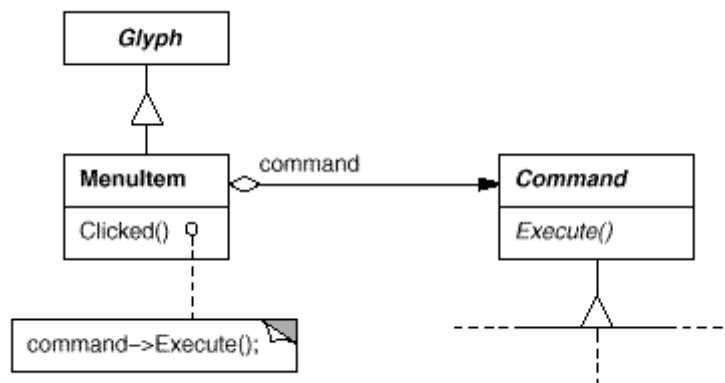 Glyph
MenuItem
command
Command
Clicked()
Execute()
command->Execute();